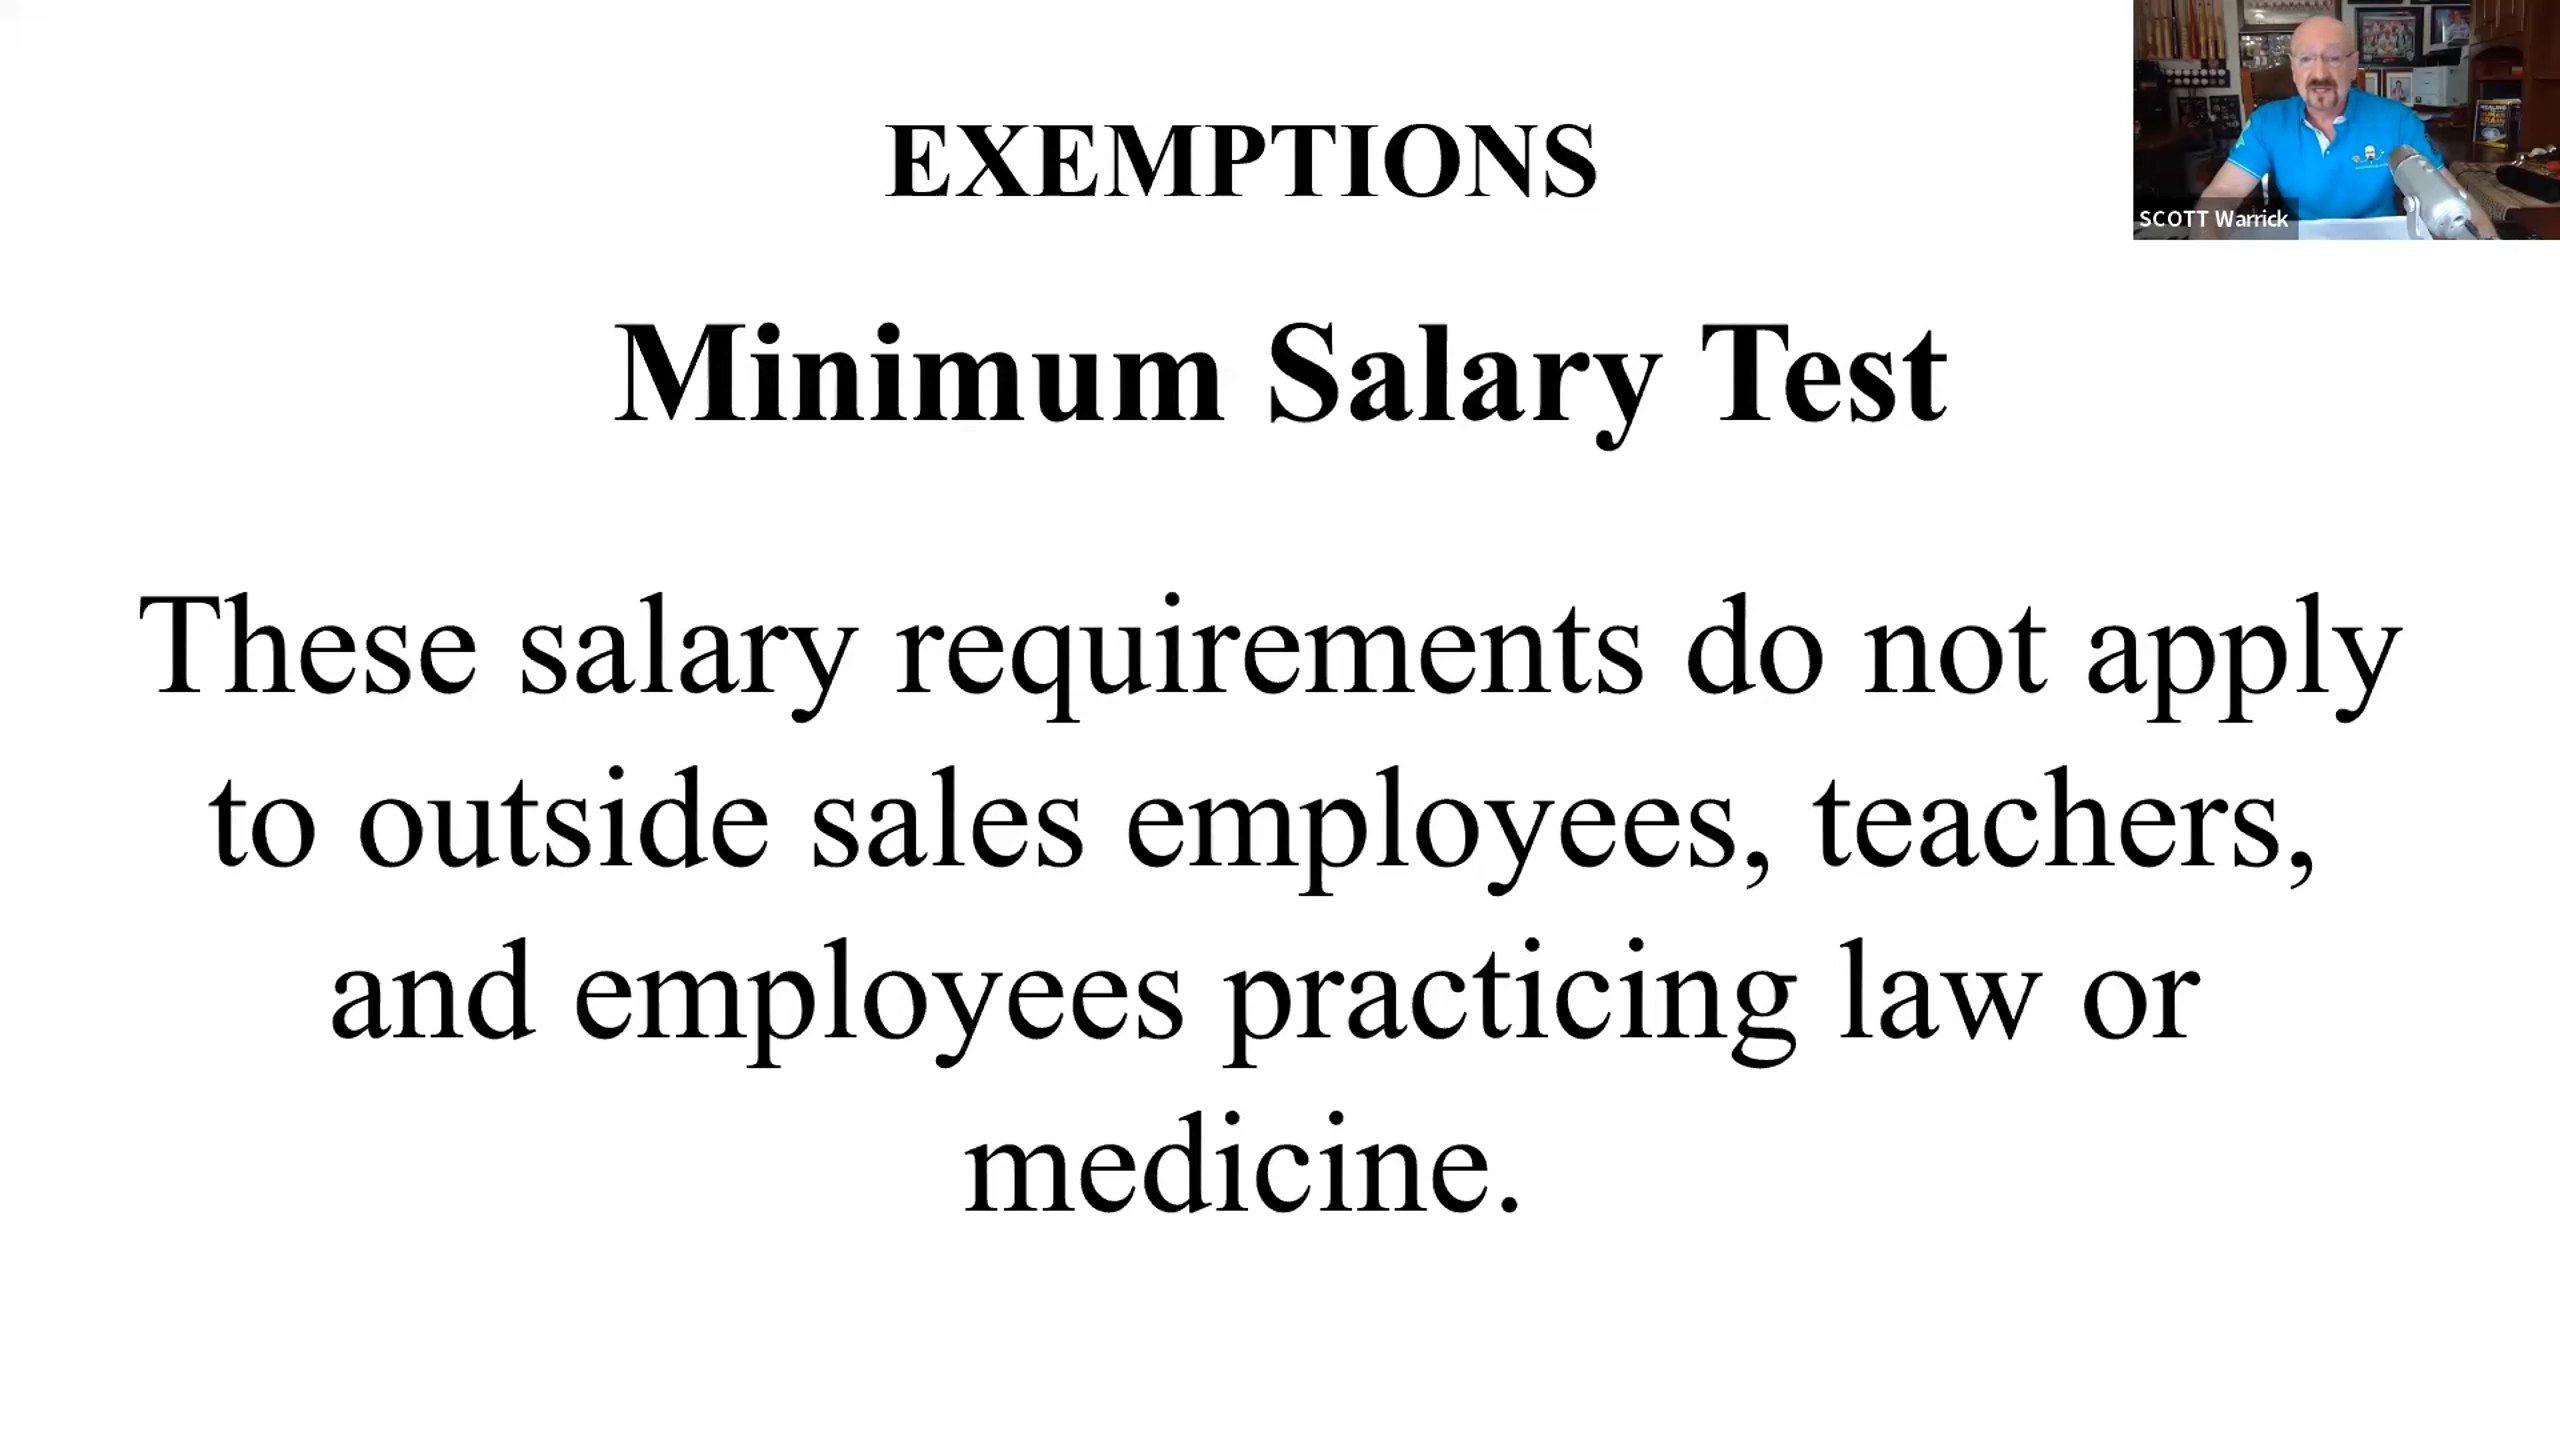 EXEMPTIONS
Minimum Salary Test
These salary requirements do not apply
to outside sales employees, teachers,
and employees practicing law or
medicine.
SCOTT Warrick